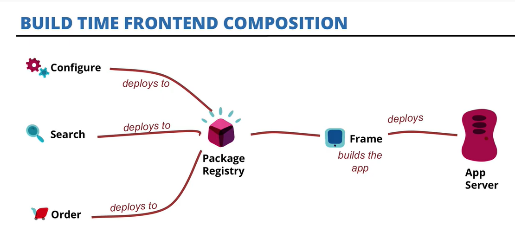 BUILD TIME FRONTEND COMPOSITION
Configure
deploys to
Search
deploys to
Order
deploys to
Package
Registry
Frame
builds the
app
deploys
App
Server